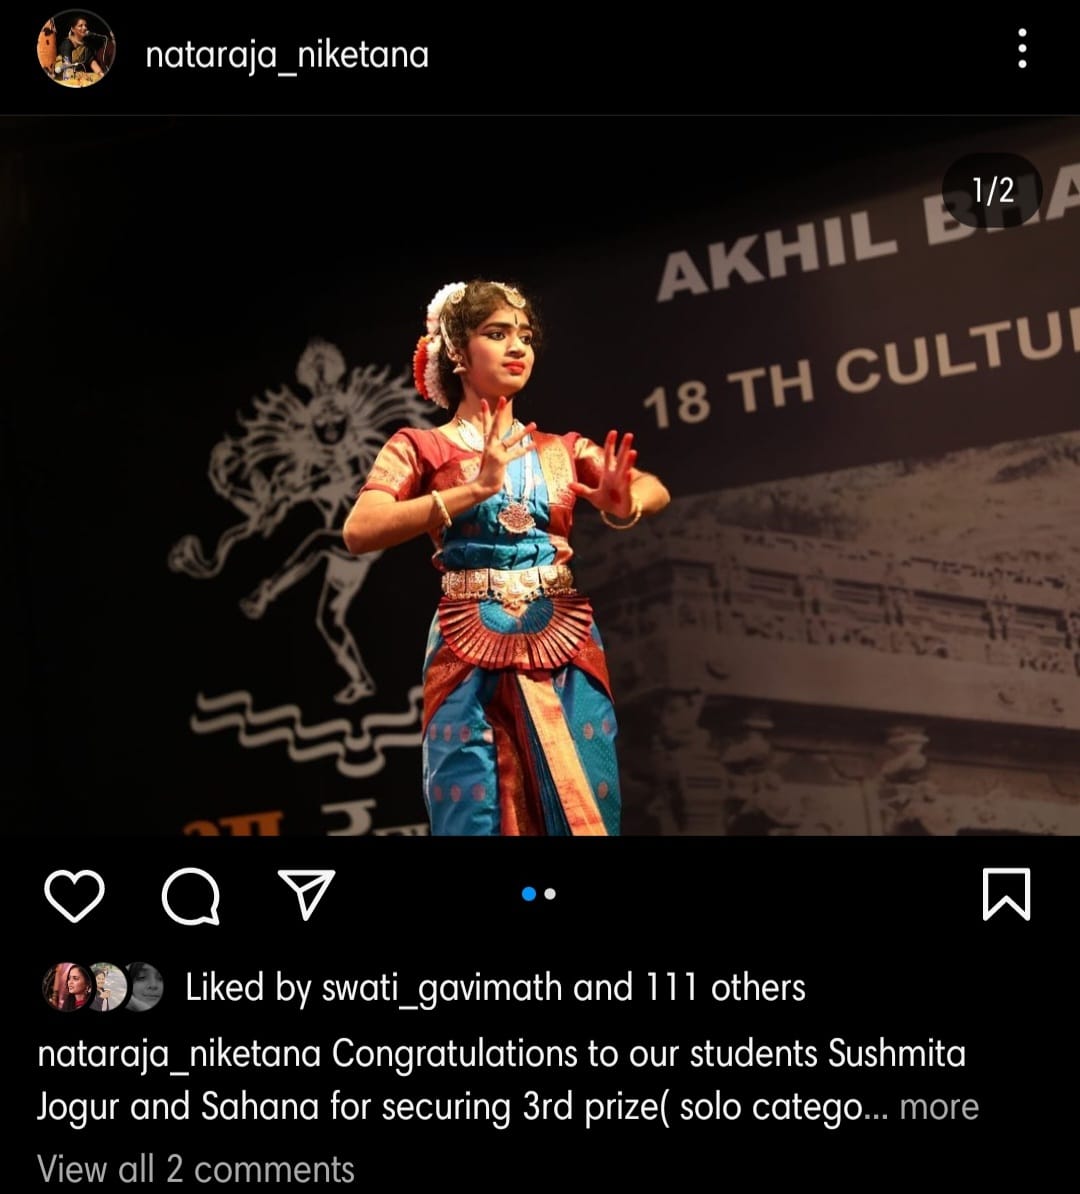 nataraja_niketana
1/2
AKHIL BHA
18 TH CULTU
Liked by swati_gavimath and 111 others
nataraja_niketana Congratulations to our students Sushmita
Jogur and Sahana for securing 3rd prize( solo catego... more
View all 2 comments